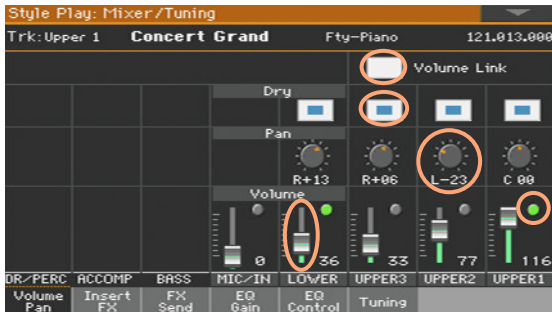 Style Play: Mixer/Tuning
Trk: Upper 1 Concert Grand Fty-Piano 121.013.000
Volume Link
Dry
Pan
R+13 R+06 L-23 C 00
Volume
0 36 33 77 116
DR/PERC ACCOMP BASS MIC/IN LOWER UPPER3 UPPER2 UPPER1
Volume Pan Insert FX FX Send EQ Gain EQ Control Tuning